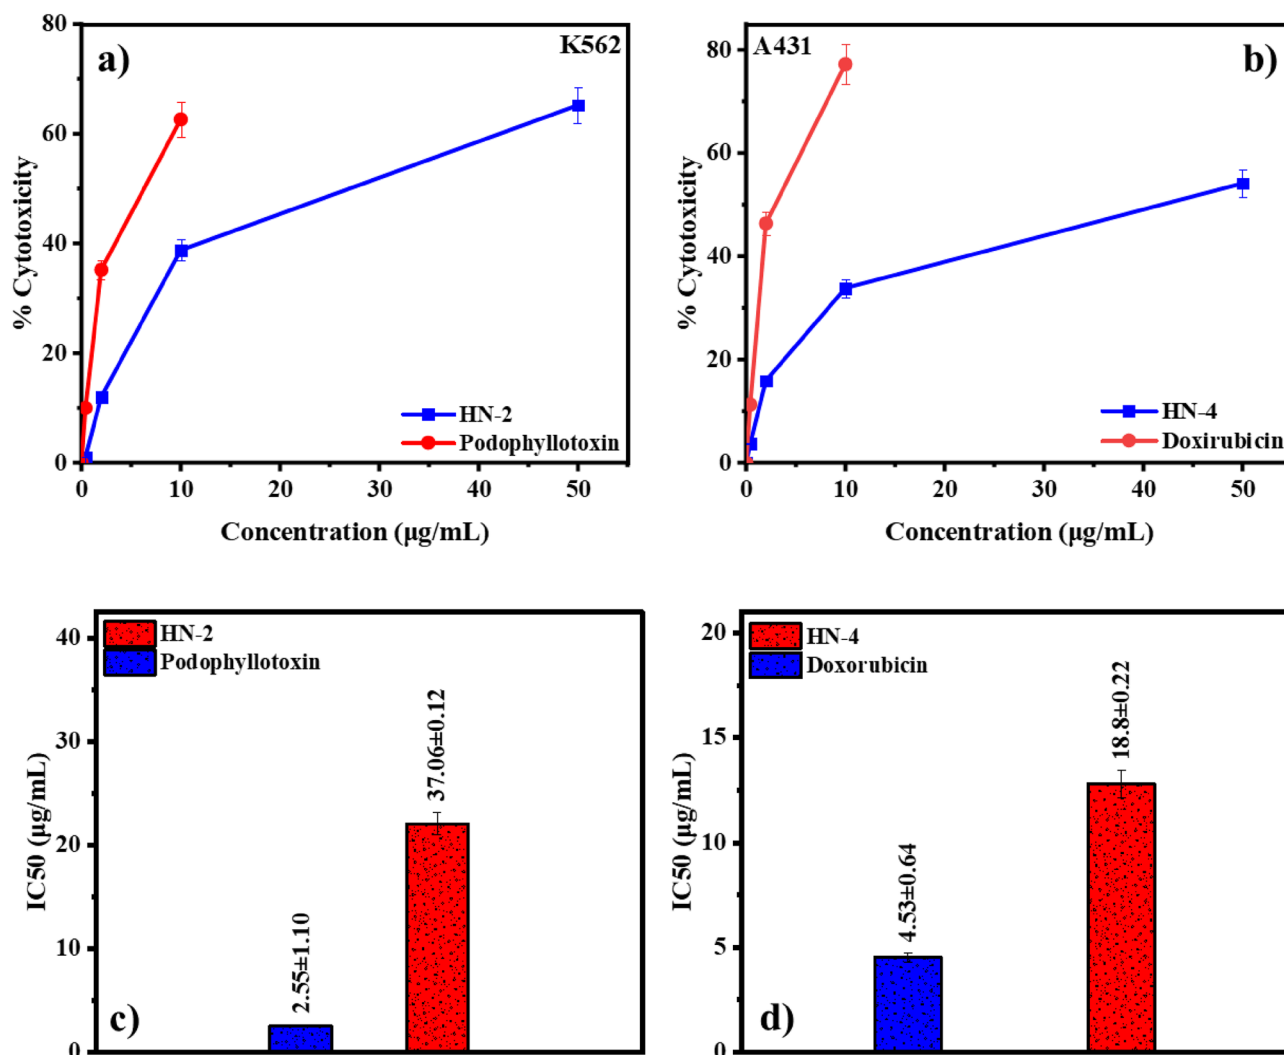 a)
K562
80
60
40
20
0
% Cytotoxicity
HN-2
Podophyllotoxin
0 10 20 30 40 50
Concentration (µg/mL)
A431
b)
80
60
40
20
0
% Cytotoxicity
HN-4
Doxirubicin
0 10 20 30 40 50
Concentration (µg/mL)
HN-2
Podophyllotoxin
40
30
20
10
0
IC50 (µg/mL)
2.55±1.10
37.06±0.12
c)
HN-4
Doxorubicin
20
15
10
5
0
IC50 (µg/mL)
4.53±0.64
18.8±0.22
d)